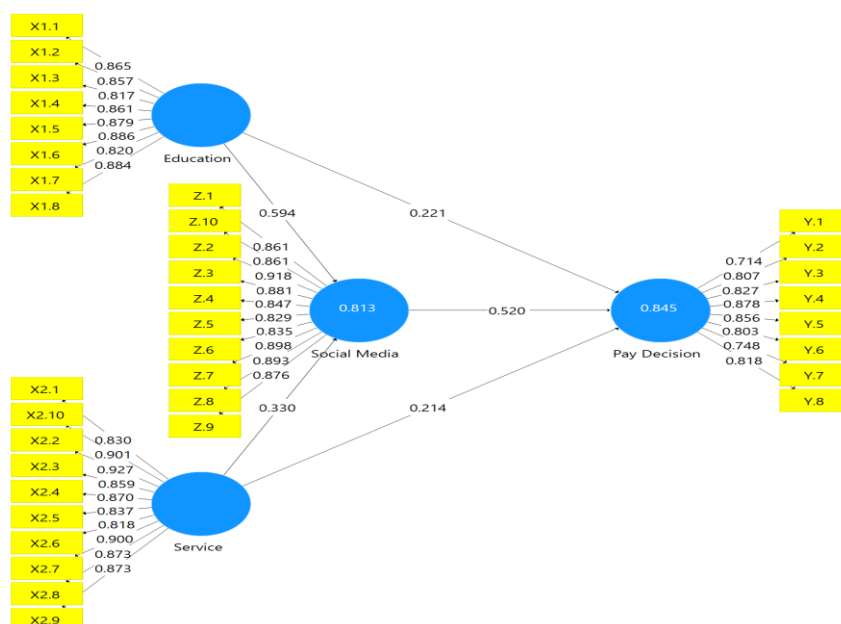 X1.1
X1.2
X1.3
X1.4
X1.5
X1.6
X1.7
X1.8
0.865
0.857
0.817
0.861
0.879
0.886
0.820
0.884
Education
0.594
0.221
Z.1
Z.10
Z.2
Z.3
Z.4
Z.5
Z.6
Z.7
Z.8
Z.9
0.861
0.861
0.918
0.881
0.847
0.829
0.835
0.898
0.893
0.876
0.813
Social Media
0.520
0.845
Pay Decision
0.714
0.807
0.827
0.878
0.856
0.803
0.748
0.818
Y.1
Y.2
Y.3
Y.4
Y.5
Y.6
Y.7
Y.8
0.330
0.214
X2.1
X2.10
X2.2
X2.3
X2.4
X2.5
X2.6
X2.7
X2.8
X2.9
0.830
0.901
0.927
0.859
0.870
0.837
0.818
0.900
0.873
0.873
Service